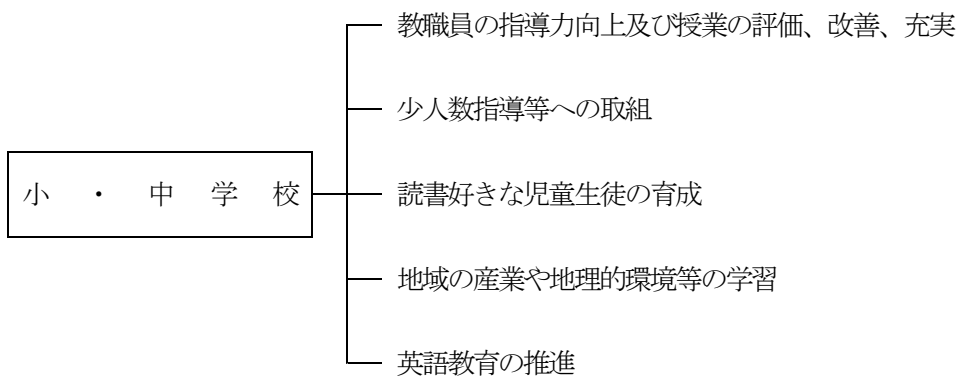 教職員の指導力向上及び授業の評価、改善、充実
少人数指導等への取組
小・中学校
読書好きな児童生徒の育成
地域の産業や地理的環境等の学習
英語教育の推進